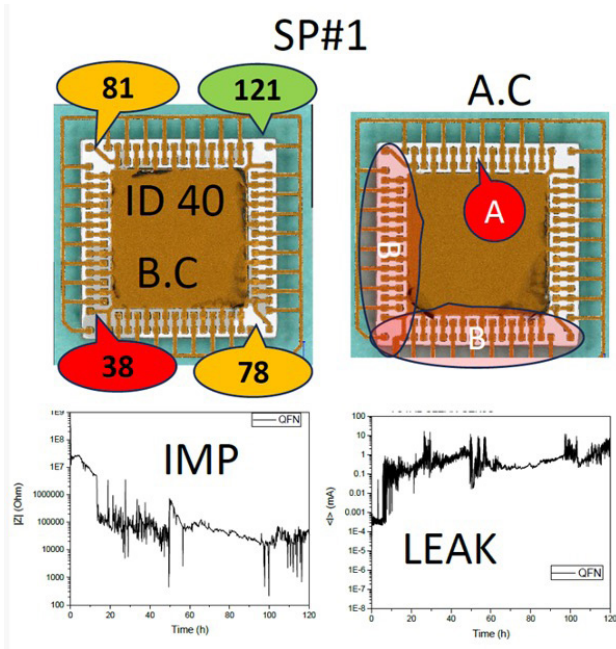 SP#1
81
121
A.C
ID 40
B.C
38
78
A
B
B
IMP
QFN
|Z| (Ohm)
1E9
1E7
1000000
100000
10000
1000
100
0 20 40 60 80 100 120
Time (h)
LEAK
QFN
<I> (mA)
100
10
1
0.1
0.01
0.001
1E-4
1E-5
1E-6
1E-7
1E-8
0 20 40 60 80 100 120
Time (h)